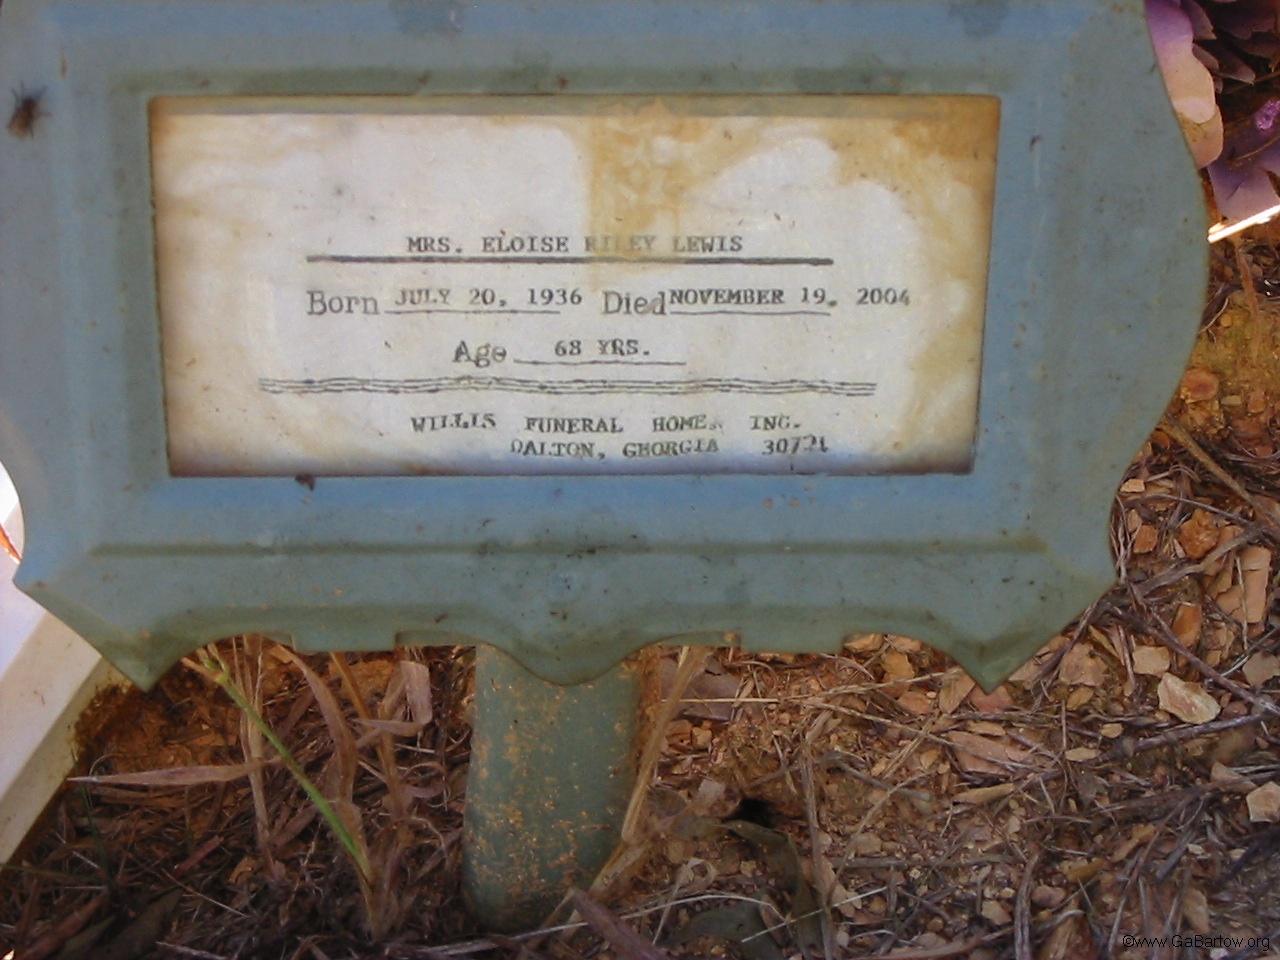 MRS. ELOISE RILEY LEWIS
Born JULY 20, 1936 Died NOVEMBER 19, 2004
Age 68 YRS.
WILLIS FUNERAL HOME, INC.
DALTON, GEORGIA 30721
©www.GaBartow.org